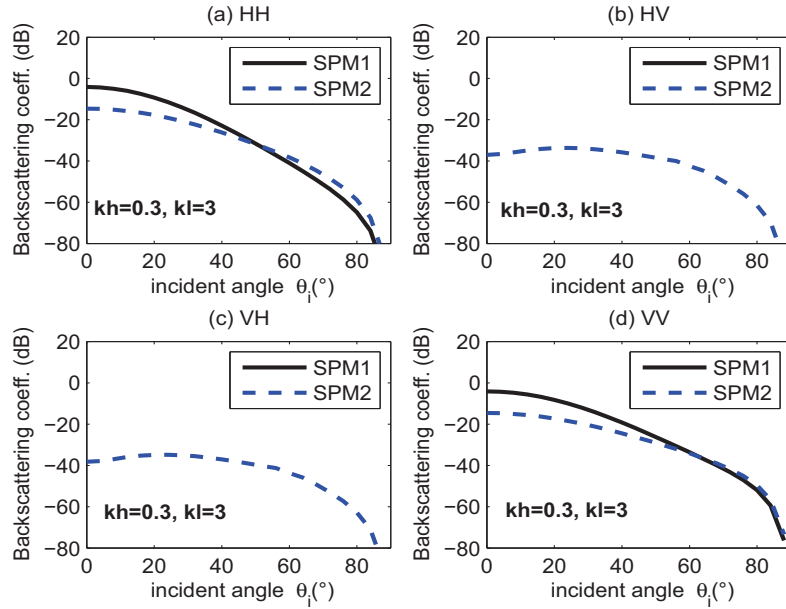 (a) HH
Backscattering coeff. (dB)
20
0
−20
−40
−60
−80
SPM1
SPM2
kh=0.3, kl=3
0 20 40 60 80
incident angle θi(°)
(b) HV
Backscattering coeff. (dB)
20
0
−20
−40
−60
−80
SPM1
SPM2
kh=0.3, kl=3
0 20 40 60 80
incident angle θi(°)
(c) VH
Backscattering coeff. (dB)
20
0
−20
−40
−60
−80
SPM1
SPM2
kh=0.3, kl=3
0 20 40 60 80
incident angle θi(°)
(d) VV
Backscattering coeff. (dB)
20
0
−20
−40
−60
−80
SPM1
SPM2
kh=0.3, kl=3
0 20 40 60 80
incident angle θi(°)